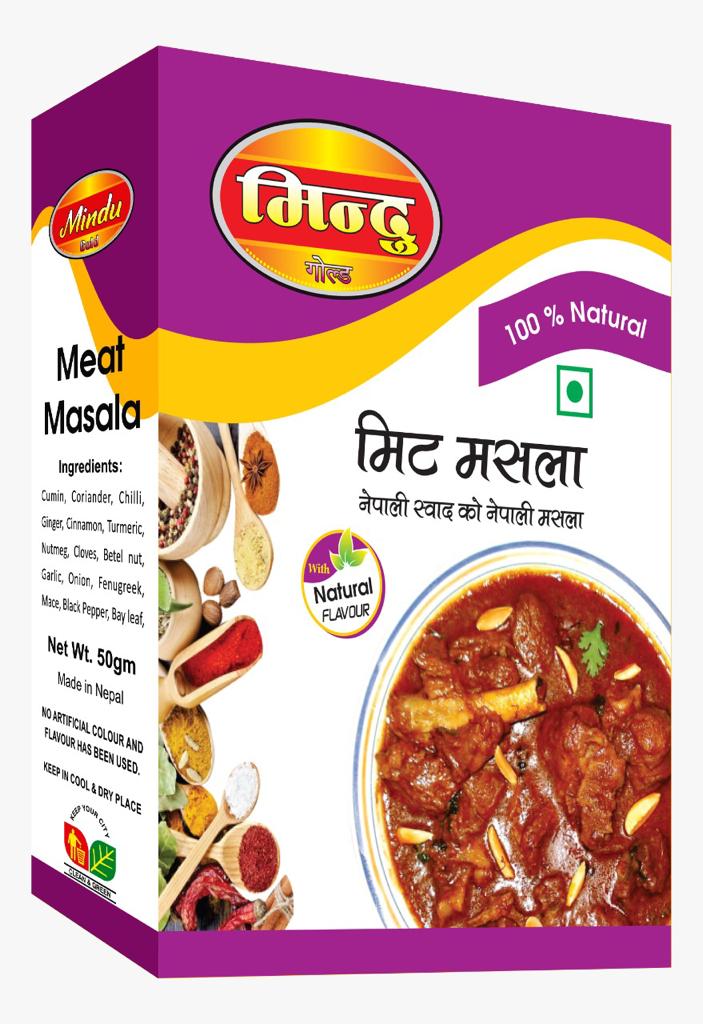 मिन्दु
गोल्ड
100 % Natural
मिट मसला
नेपाली स्वाद को नेपाली मसला
With
Natural
FLAVOUR
Mindu
Gold
Meat
Masala
Ingredients:
Cumin, Coriander, Chilli,
Ginger, Cinnamon, Turmeric,
Nutmeg, Cloves, Betel nut,
Garlic, Onion, Fenugreek,
Mace, Black Pepper, Bay leaf,
Net Wt. 50gm
Made in Nepal
NO ARTIFICIAL COLOUR AND
FLAVOUR HAS BEEN USED.
KEEP IN COOL & DRY PLACE
KEEP YOUR CITY
CLEAN & GREEN